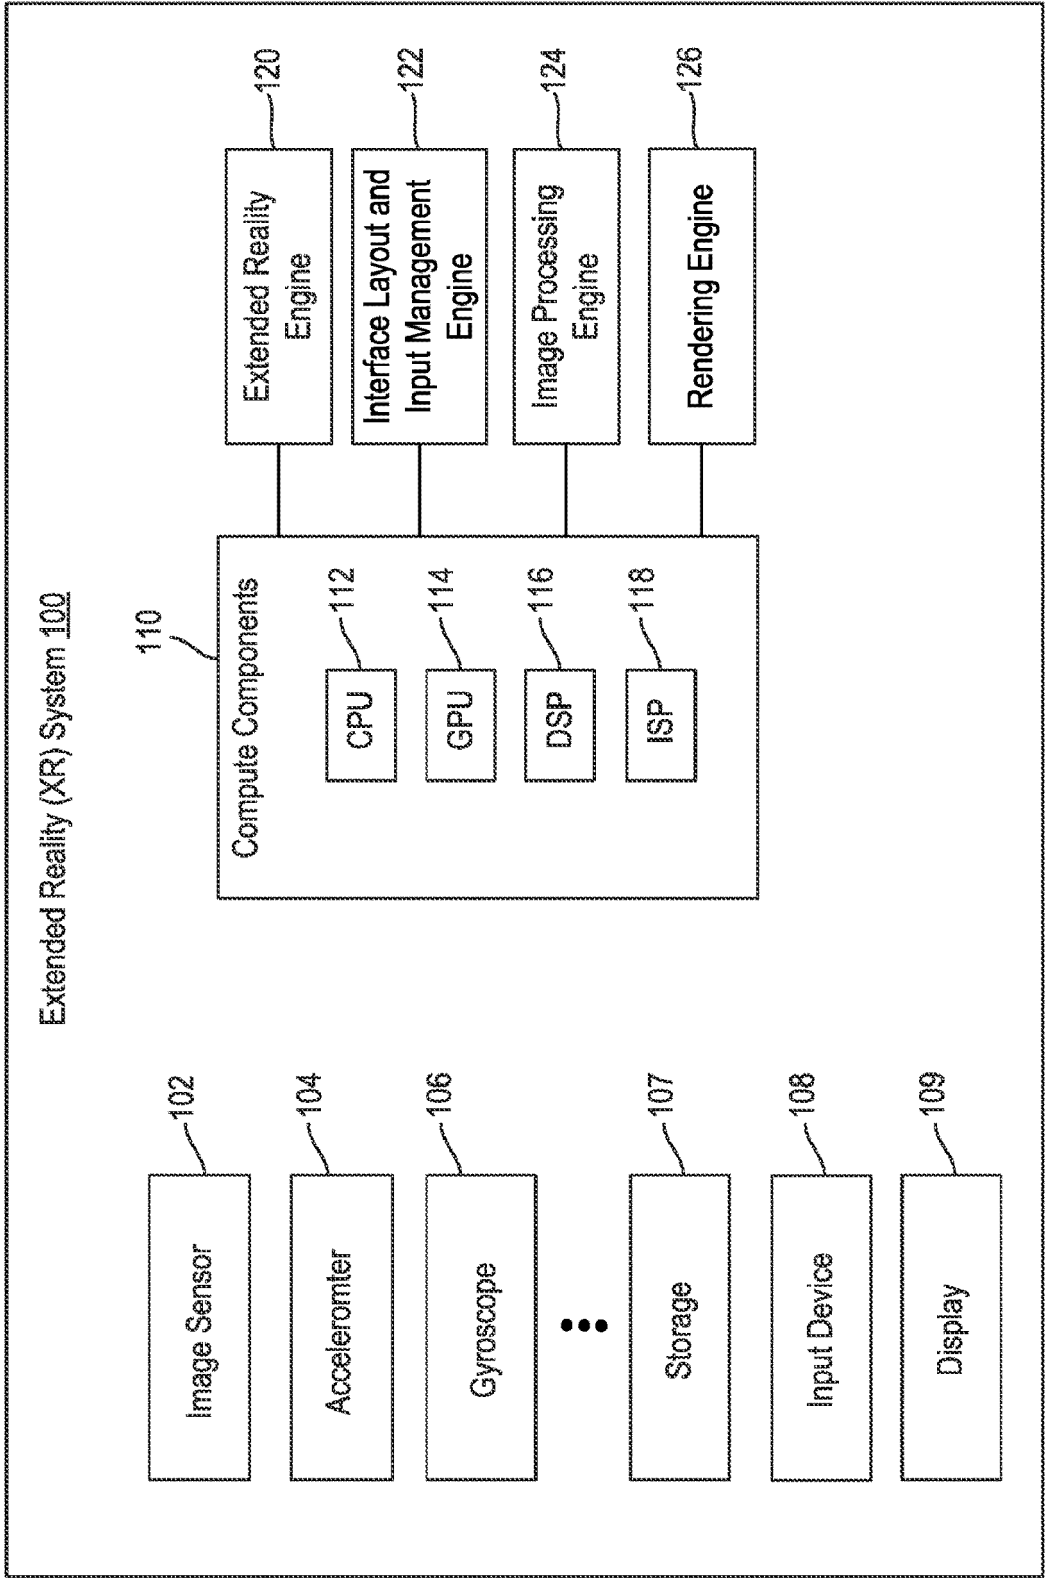 Extended Reality (XR) System 100
Image Sensor
102
Acceleromter
104
Gyroscope
106
Storage
107
Input Device
108
Display
109
110
Compute Components
CPU
112
GPU
114
DSP
116
ISP
118
Extended Reality
Engine
120
Interface Layout and
Input Management
Engine
122
Image Processing
Engine
124
Rendering Engine
126